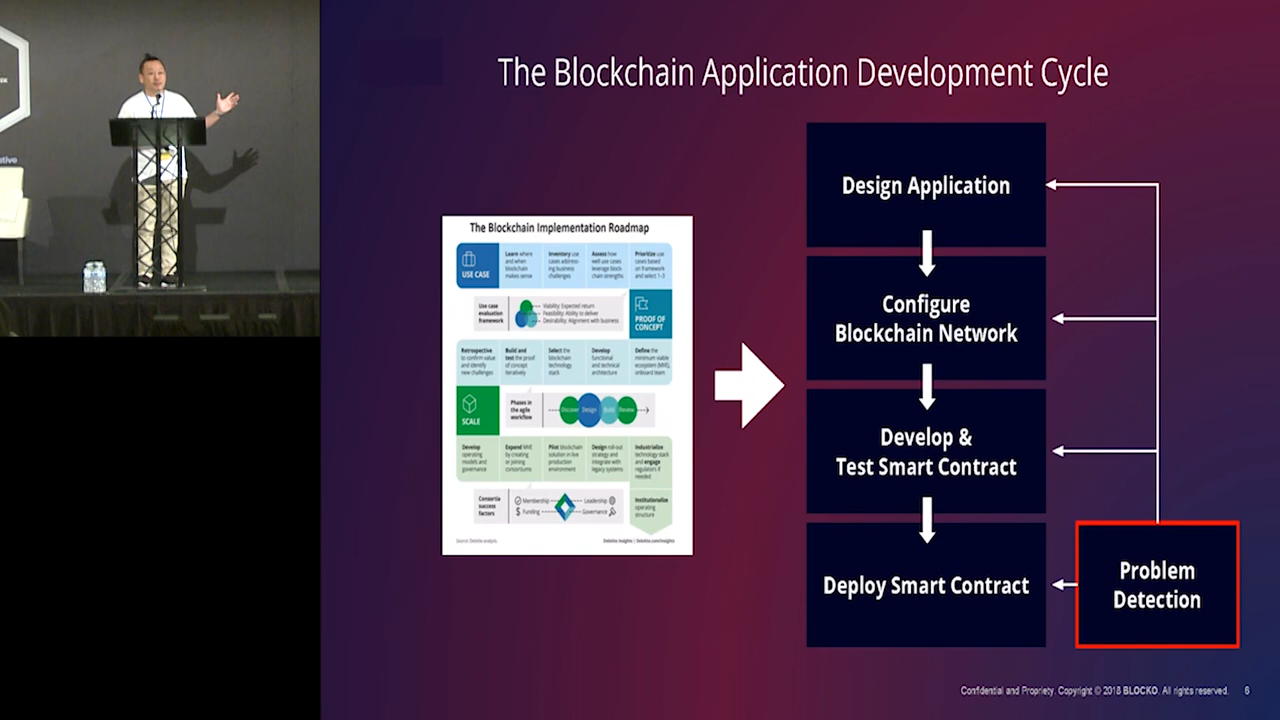 The Blockchain Application Development Cycle
The Blockchain Implementation Roadmap
USE CASE
Learn where
and when
blockchain
makes sense
Inventory use
cases address-
ing business
challenges
Assess how
well use cases
leverage block-
chain strengths
Prioritize use
cases based
on framework
and select 1-3
Use case
evaluation
framework
Viability: Expected return
Feasibility: Ability to deliver
Desirability: Alignment with business
PROOF OF
CONCEPT
Retrospective
to confirm value
and identify
new challenges
Build and
test the proof
of concept
iteratively
Select the
blockchain
technology
stack
Develop
functional
and technical
architecture
Define the
minimum viable
ecosystem (MVE),
onboard team
SCALE
Phases in
the agile
workflow
Discover
Design
Build
Review
Develop
operating
models and
governance
Expand MVE
by creating
or joining
consortiums
Pilot blockchain
solution in live
production
environment
Design roll-out
strategy and
integrate with
legacy systems
Industrialize
technology stack
and engage
regulators if
needed
Consortia
success
factors
Membership
Funding
Leadership
Governance
Institutionalize
operating
structure
Source: Deloitte analysis.
Deloitte Insights | Deloitte.com/insights
Design Application
Configure
Blockchain Network
Develop &
Test Smart Contract
Deploy Smart Contract
Problem
Detection
Confidential and Propriety. Copyright © 2018 BLOCKO. All rights reserved.
6